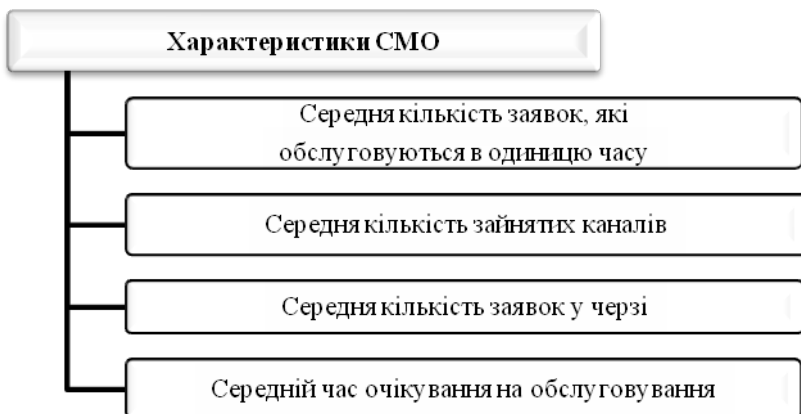 Характеристики СМО
Середня кількість заявок, які
обслуговуються в одиницю часу
Середня кількість зайнятих каналів
Середня кількість заявок у черзі
Середній час очікування на обслуговування